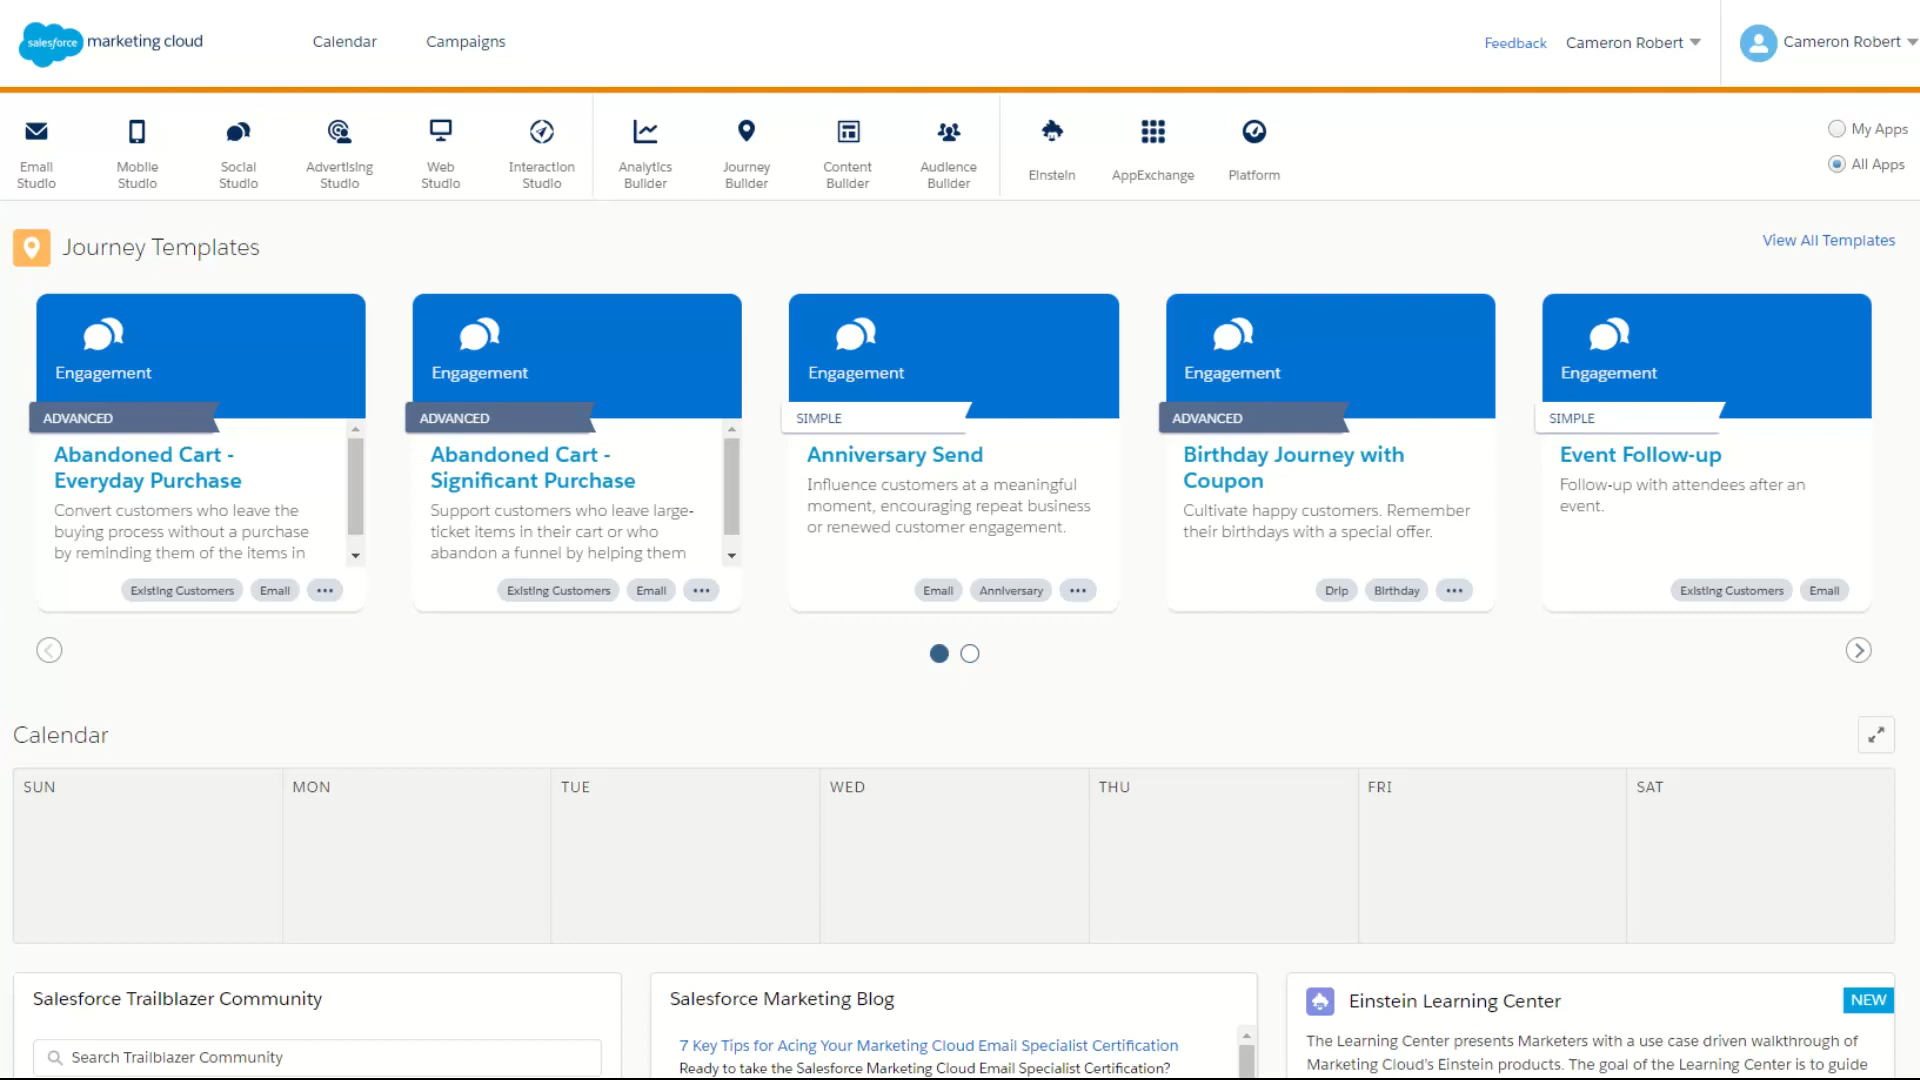 salesforce marketing cloud
Calendar
Campaigns
Feedback
Cameron Robert
Cameron Robert
Email
Studio
Mobile
Studio
Social
Studio
Advertising
Studio
Web
Studio
Interaction
Studio
Analytics
Builder
Journey
Builder
Content
Builder
Audience
Builder
Einstein
AppExchange
Platform
My Apps
All Apps
Journey Templates
View All Templates
Engagement
ADVANCED
Abandoned Cart -
Everyday Purchase
Convert customers who leave the
buying process without a purchase
by reminding them of the items in
Existing Customers
Email
•••
Engagement
ADVANCED
Abandoned Cart -
Significant Purchase
Support customers who leave large-
ticket items in their cart or who
abandon a funnel by helping them
Existing Customers
Email
•••
Engagement
SIMPLE
Anniversary Send
Influence customers at a meaningful
moment, encouraging repeat business
or renewed customer engagement.
Email
Anniversary
•••
Engagement
ADVANCED
Birthday Journey with
Coupon
Cultivate happy customers. Remember
their birthdays with a special offer.
Drip
Birthday
•••
Engagement
SIMPLE
Event Follow-up
Follow-up with attendees after an
event.
Existing Customers
Email
Calendar
SUN
MON
TUE
WED
THU
FRI
SAT
Salesforce Trailblazer Community
Search Trailblazer Community
Salesforce Marketing Blog
7 Key Tips for Acing Your Marketing Cloud Email Specialist Certification
Ready to take the Salesforce Marketing Cloud Email Specialist Certification?
Einstein Learning Center
NEW
The Learning Center presents Marketers with a use case driven walkthrough of
Marketing Cloud's Einstein products. The goal of the Learning Center is to guide